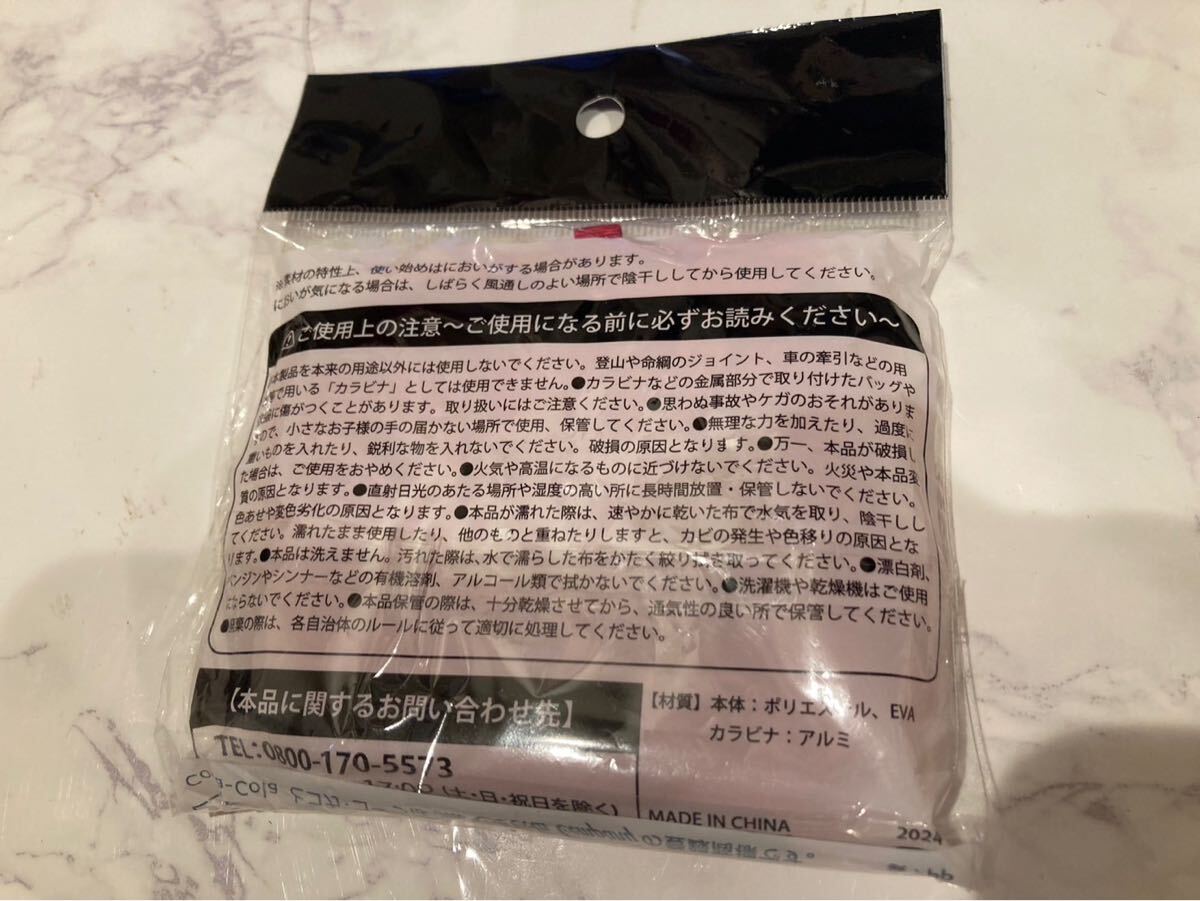 素材の特性上、使い始めはにおいがする場合があります。
においが気になる場合は、しばらく風通しのよい場所で陰干ししてから使用してください。
ご使用上の注意～ご使用になる前に必ずお読みください～
本製品を本来の用途以外には使用しないでください。登山や命綱のジョイント、車の牽引などの用
で用いる「カラビナ」としては使用できません。●カラビナなどの金属部分で取り付けたバッグや
に傷がつくことがあります。取り扱いにはご注意ください。●思わぬ事故やケガのおそれがありま
すので、小さなお子様の手の届かない場所で使用、保管してください。●無理な力を加えたり、過度に
重いものを入れたり、鋭利な物を入れないでください。破損の原因となります。●万一、本品が破損し
た場合は、ご使用をおやめください。●火気や高温になるものに近づけないでください。火災や本品変
質の原因となります。●直射日光のあたる場所や湿度の高い所に長時間放置・保管しないでください。
色あせや変色劣化の原因となります。●本品が濡れた際は、速やかに乾いた布で水気を取り、陰干しし
てください。濡れたまま使用したり、他のものと重ねたりしますと、カビの発生や色移りの原因とな
ります。●本品は洗えません。汚れた際は、水で濡らした布をかたく絞り拭き取ってください。●漂白剤、
ベンジンやシンナーなどの有機溶剤、アルコール類で拭かないでください。●洗濯機や乾燥機はご使用
にならないでください。●本品保管の際は、十分乾燥させてから、通気性の良い所で保管してください。
●廃棄の際は、各自治体のルールに従って適切に処理してください。
【本品に関するお問い合わせ先】
TEL:0800-170-5573
17:00 (土・日・祝日を除く)
【材質】本体：ポリエステル、EVA
カラビナ：アルミ
MADE IN CHINA
2024
Coca-Cola
Company
の登録商標です。